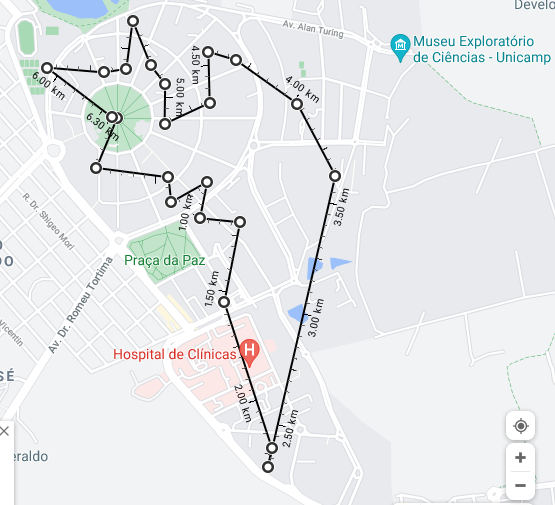 Develo
Av. Alan Turing
Museu Exploratório
de Ciências - Unicamp
4.50 km
5.00 km
4.00 km
6.00 km
6.30 km
3.50 km
1.00 km
R. Dr. Shigeo Mori
O
DO
Praça da Paz
Av. Dr. Romeu Tórtima
1.50 km
3.00 km
Vicentin
Hospital de Clínicas
H
SÉ
2.00 km
2.50 km
eraldo